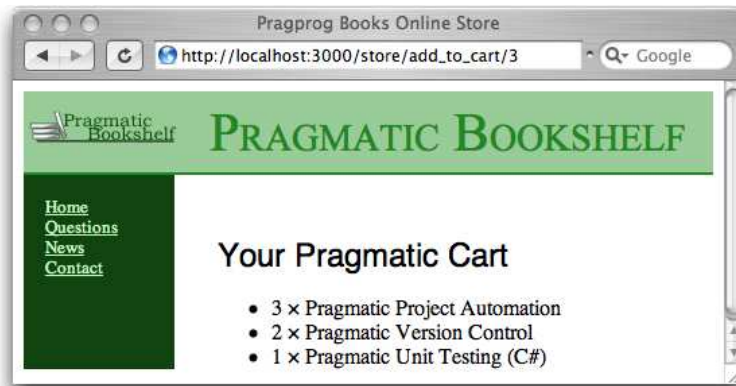 Pragprog Books Online Store
http://localhost:3000/store/add_to_cart/3
Google
Pragmatic
Bookshelf
PRAGMATIC BOOKSHELF
Home
Questions
News
Contact
Your Pragmatic Cart
• 3 × Pragmatic Project Automation
• 2 × Pragmatic Version Control
• 1 × Pragmatic Unit Testing (C#)